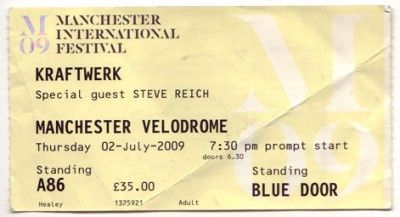 M
09
MANCHESTER
INTERNATIONAL
FESTIVAL
KRAFTWERK
Special guest STEVE REICH
MANCHESTER VELODROME
Thursday 02-July-2009 7:30 pm prompt start
doors 6.30
Standing Standing
A86 £35.00 BLUE DOOR
Healey 1325921 Adult
M
09